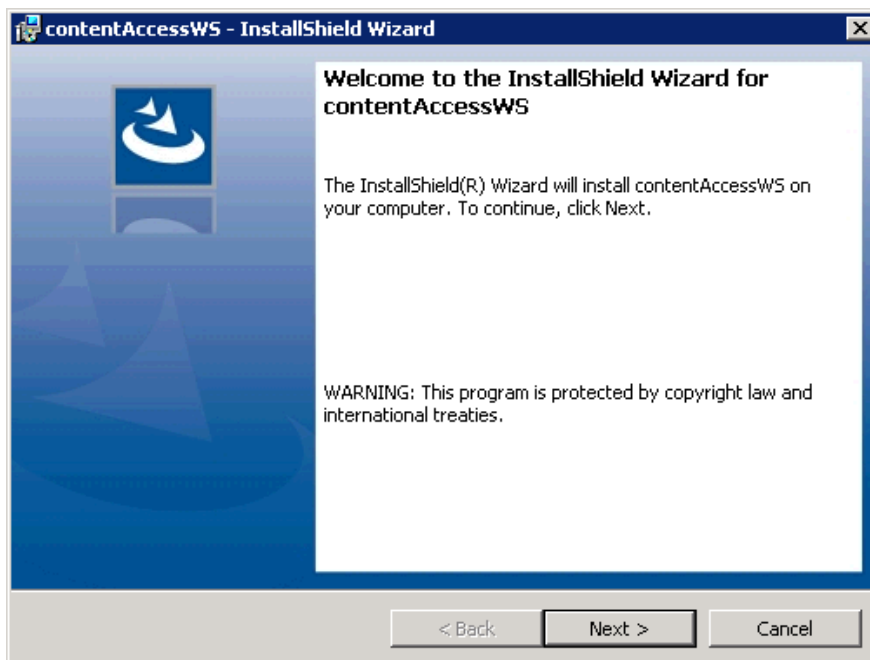 contentAccessWS - InstallShield Wizard
Welcome to the InstallShield Wizard for
contentAccessWS
The InstallShield(R) Wizard will install contentAccessWS on
your computer. To continue, click Next.
WARNING: This program is protected by copyright law and
international treaties.
< Back
Next >
Cancel